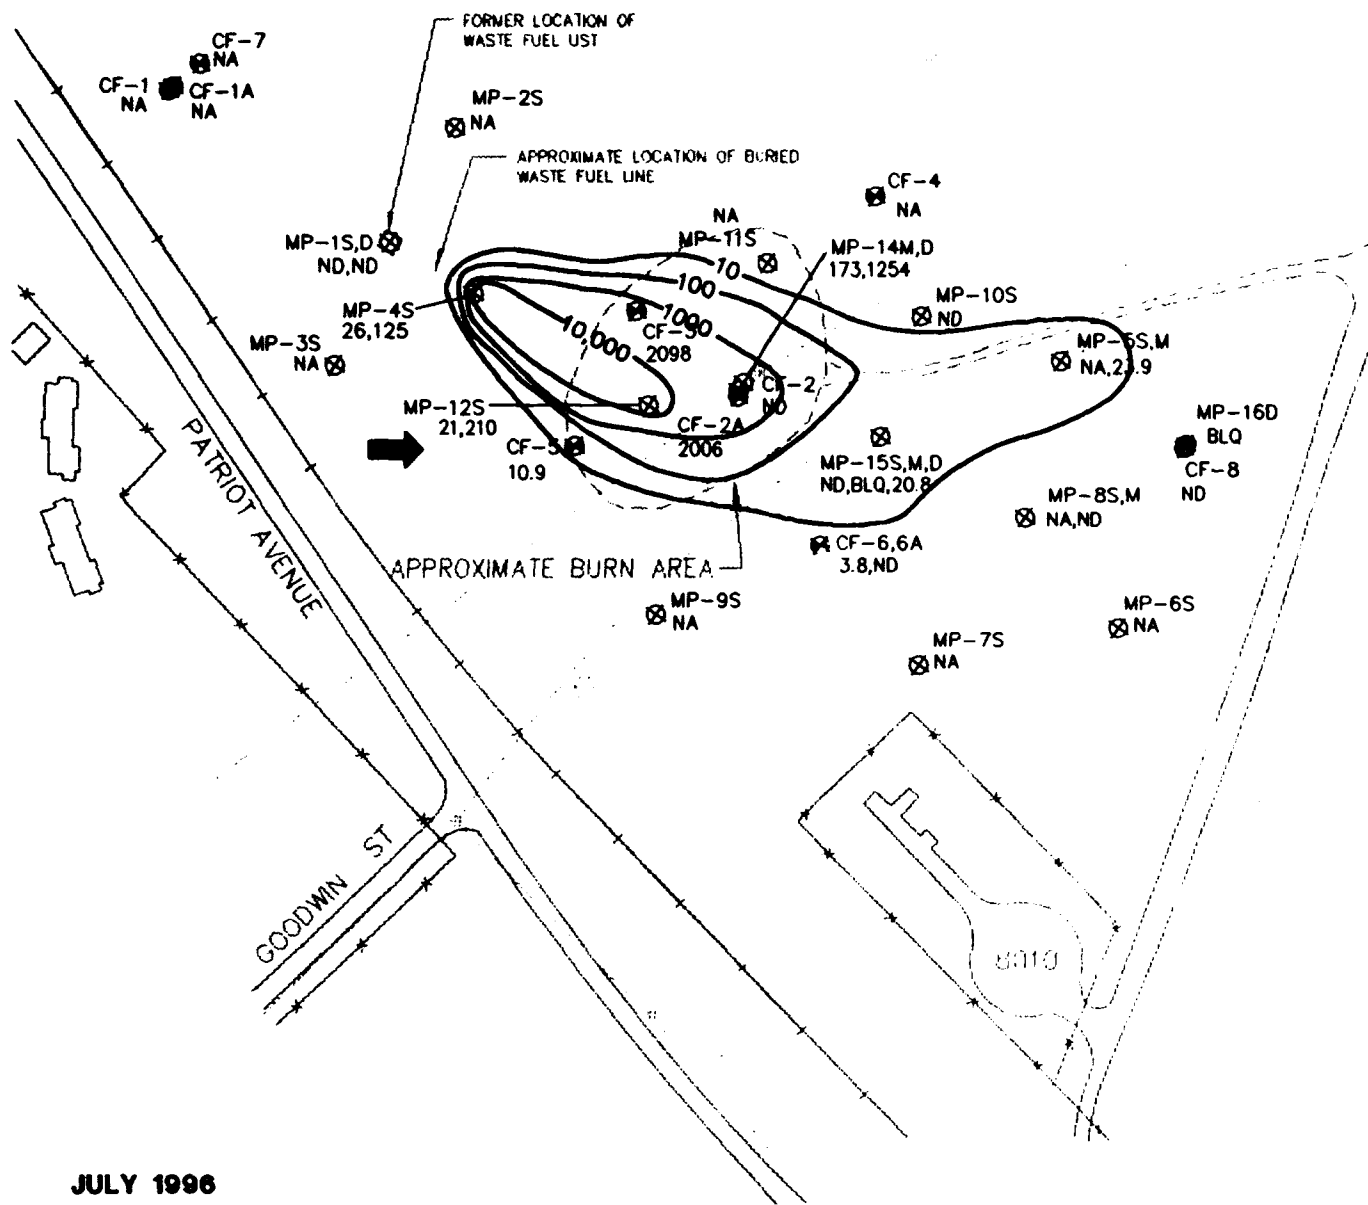 FORMER LOCATION OF
WASTE FUEL UST
CF-7
NA
CF-1
NA
CF-1A
NA
MP-2S
NA
APPROXIMATE LOCATION OF BURIED
WASTE FUEL LINE
CF-4
NA
NA
MP-11S
MP-1S,D
ND,ND
MP-14M,D
173,1254
10
100
1000
10,000
MP-4S
26,125
MP-10S
ND
CF-3
2098
MP-3S
NA
MP-5S,M
CF-2
ND
MP-12S
21,210
CF-2A
2006
MP-16D
BLQ
CF-8
ND
CF-5
10.9
MP-15S,M,D
ND,BLQ,20.8
MP-8S,M
NA,ND
CF-6,6A
3.8,ND
APPROXIMATE BURN AREA
MP-9S
NA
MP-6S
NA
MP-7S
NA
PATRIOT AVENUE
GOODWIN ST
JULY 1996